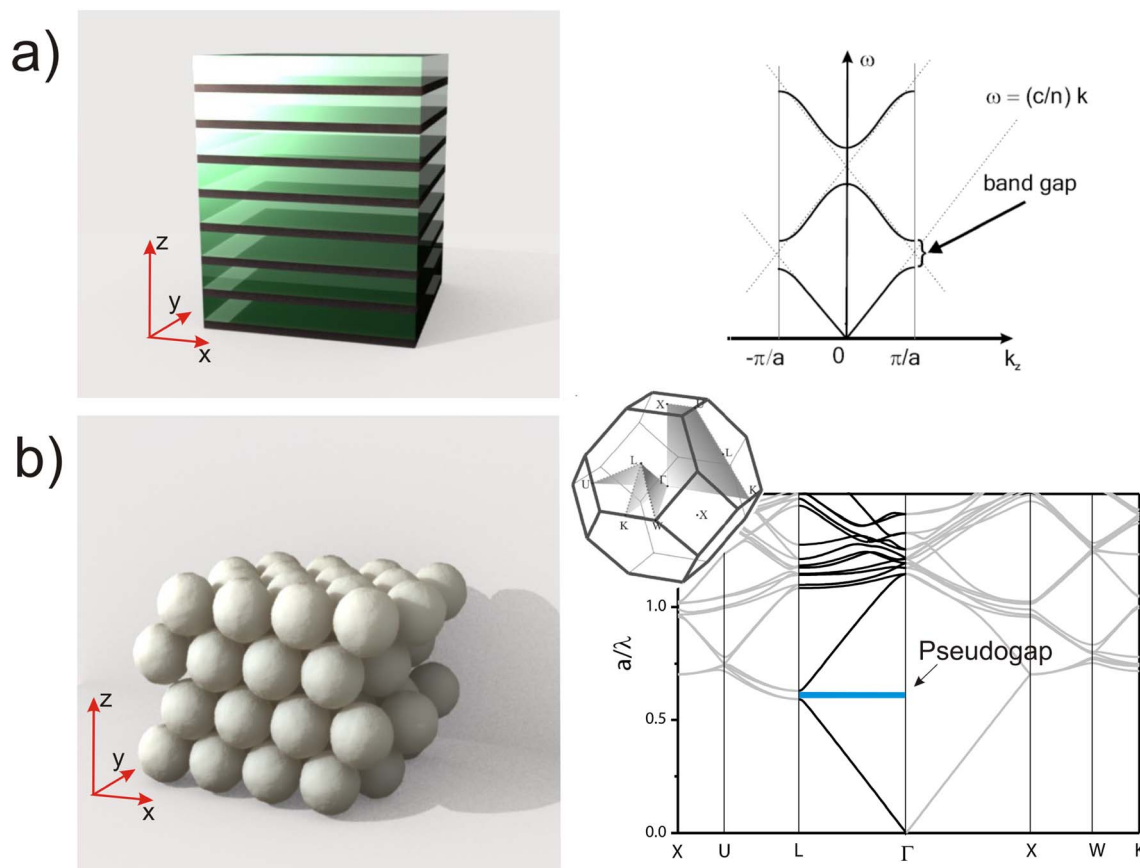 a)
z
y
x
ω
ω = (c/n) k
band gap
-π/a
0
π/a
k_z
b)
z
y
x
X
U
L
L
Γ
U
K
K
W
X
1.0
a/λ
0.5
0.0
Pseudogap
X
U
L
Γ
X
W
K